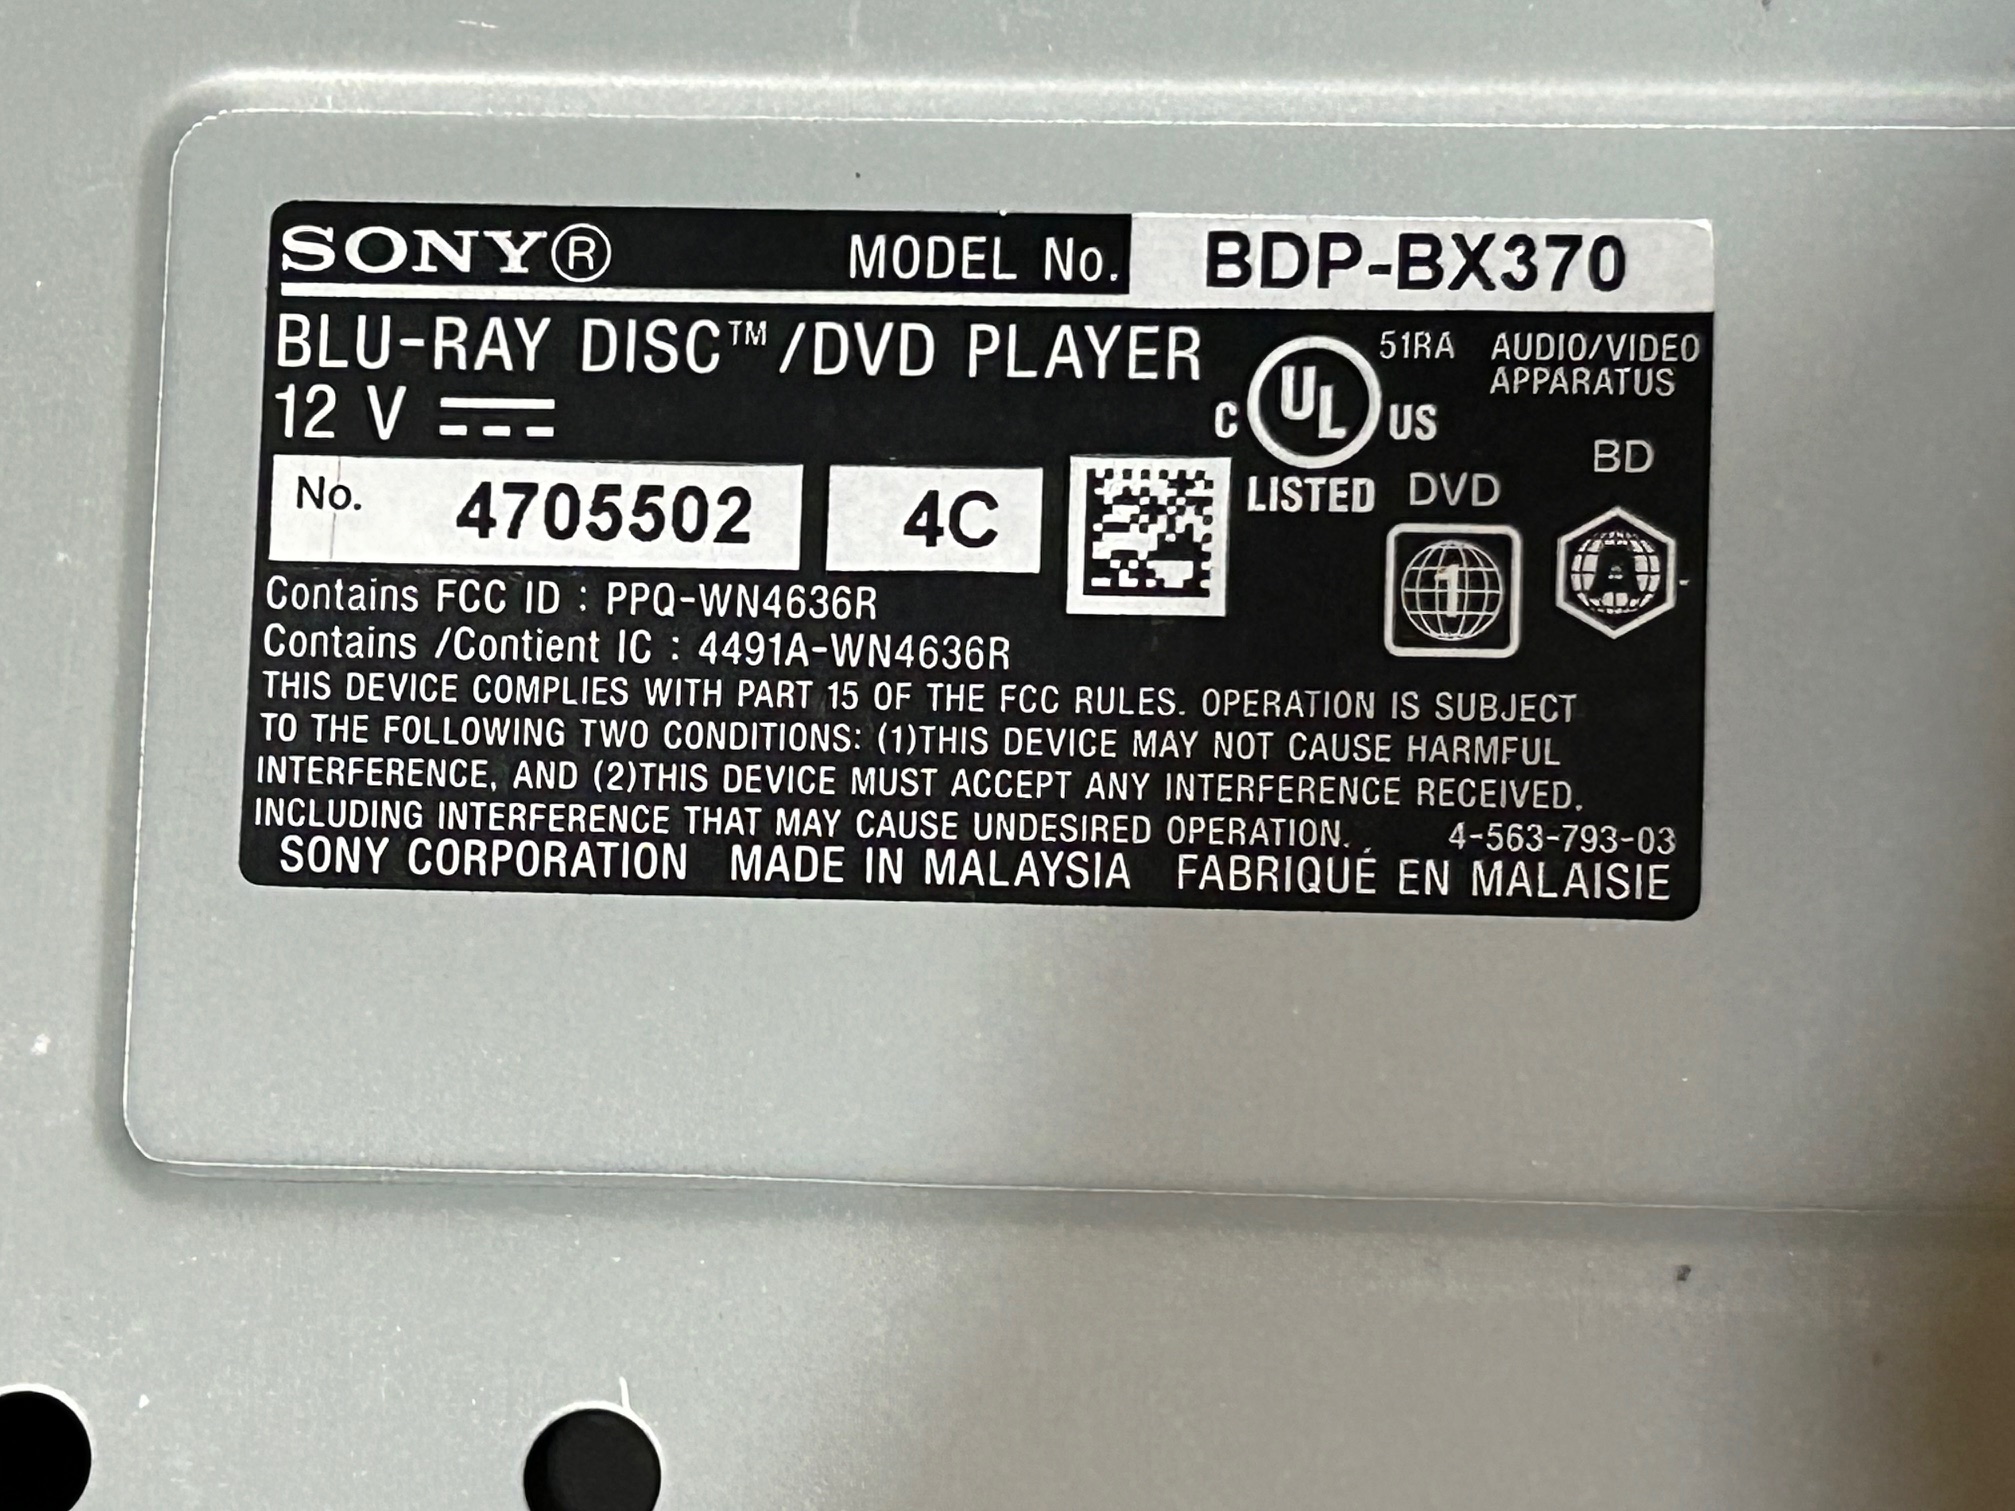 SONY® MODEL No. BDP-BX370
BLU-RAY DISC™/DVD PLAYER
12 V
51RA AUDIO/VIDEO
APPARATUS
C UL US
LISTED
DVD
1
BD
A
No. 4705502 4C
Contains FCC ID : PPQ-WN4636R
Contains /Contient IC : 4491A-WN4636R
THIS DEVICE COMPLIES WITH PART 15 OF THE FCC RULES. OPERATION IS SUBJECT
TO THE FOLLOWING TWO CONDITIONS: (1)THIS DEVICE MAY NOT CAUSE HARMFUL
INTERFERENCE, AND (2)THIS DEVICE MUST ACCEPT ANY INTERFERENCE RECEIVED.
INCLUDING INTERFERENCE THAT MAY CAUSE UNDESIRED OPERATION. 4-563-793-03
SONY CORPORATION MADE IN MALAYSIA FABRIQUÉ EN MALAISIE